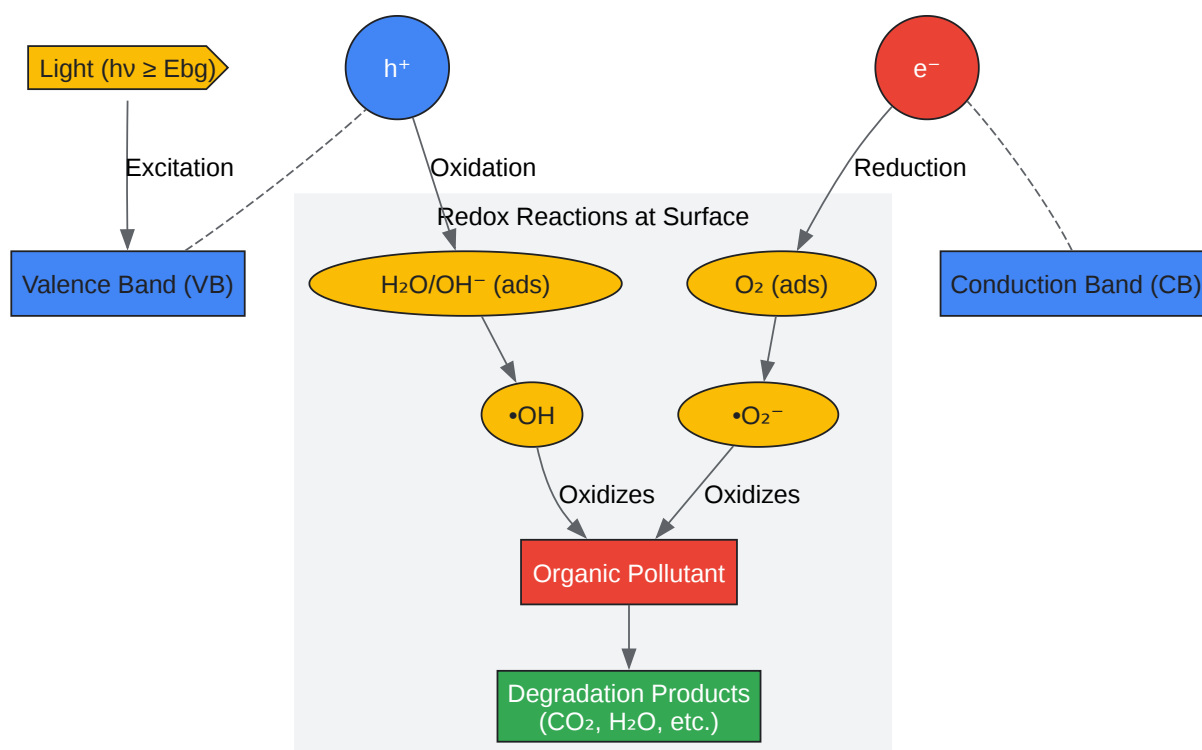 Light (hν ≥ Ebg)
h⁺
e⁻
Excitation
Oxidation
Reduction
Redox Reactions at Surface
Valence Band (VB)
H₂O/OH⁻ (ads)
O₂ (ads)
Conduction Band (CB)
•OH
•O₂⁻
Oxidizes
Oxidizes
Organic Pollutant
Degradation Products
(CO₂, H₂O, etc.)